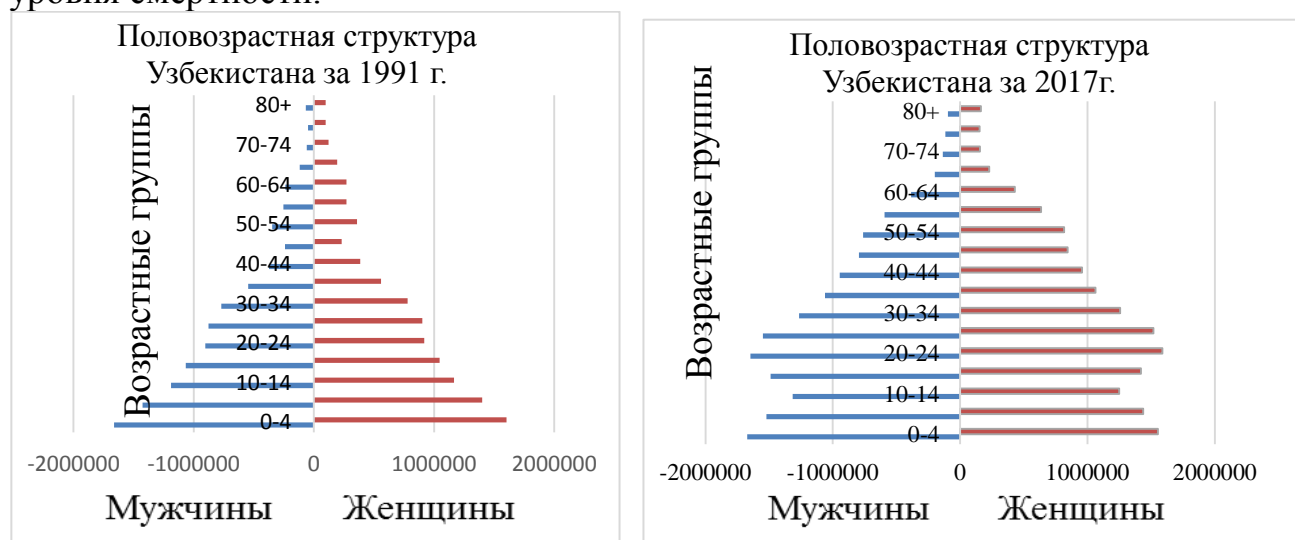 уровня смертности.
Половозрастная структура
Узбекистана за 1991 г.
Возрастные группы
80+
70-74
60-64
50-54
40-44
30-34
20-24
10-14
0-4
-2000000 -1000000 0 1000000 2000000
Мужчины Женщины
Половозрастная структура
Узбекистана за 2017г.
Возрастные группы
80+
70-74
60-64
50-54
40-44
30-34
20-24
10-14
0-4
-2000000 -1000000 0 1000000 2000000
Мужчины Женщины